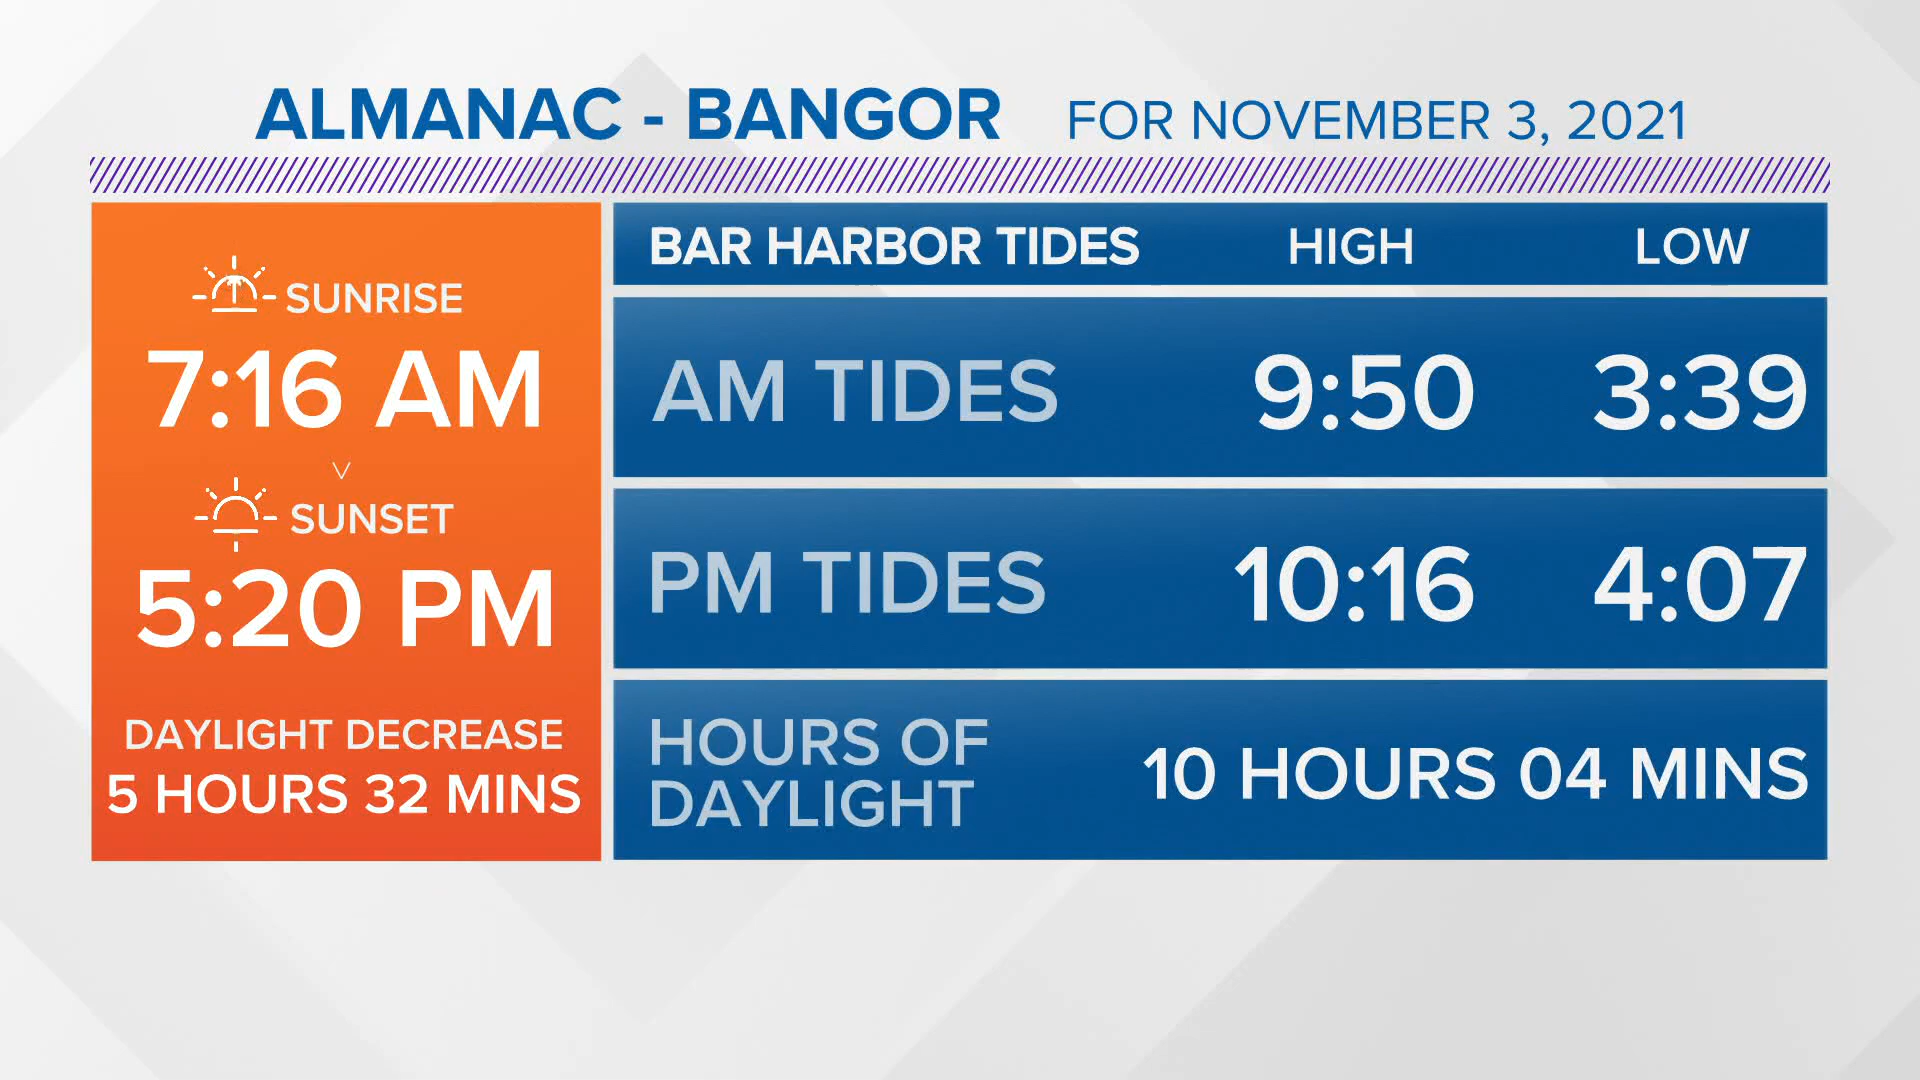 ALMANAC - BANGOR FOR NOVEMBER 3, 2021
SUNRISE
7:16 AM
SUNSET
5:20 PM
DAYLIGHT DECREASE
5 HOURS 32 MINS
BAR HARBOR TIDES HIGH LOW
AM TIDES 9:50 3:39
PM TIDES 10:16 4:07
HOURS OF
DAYLIGHT
10 HOURS 04 MINS